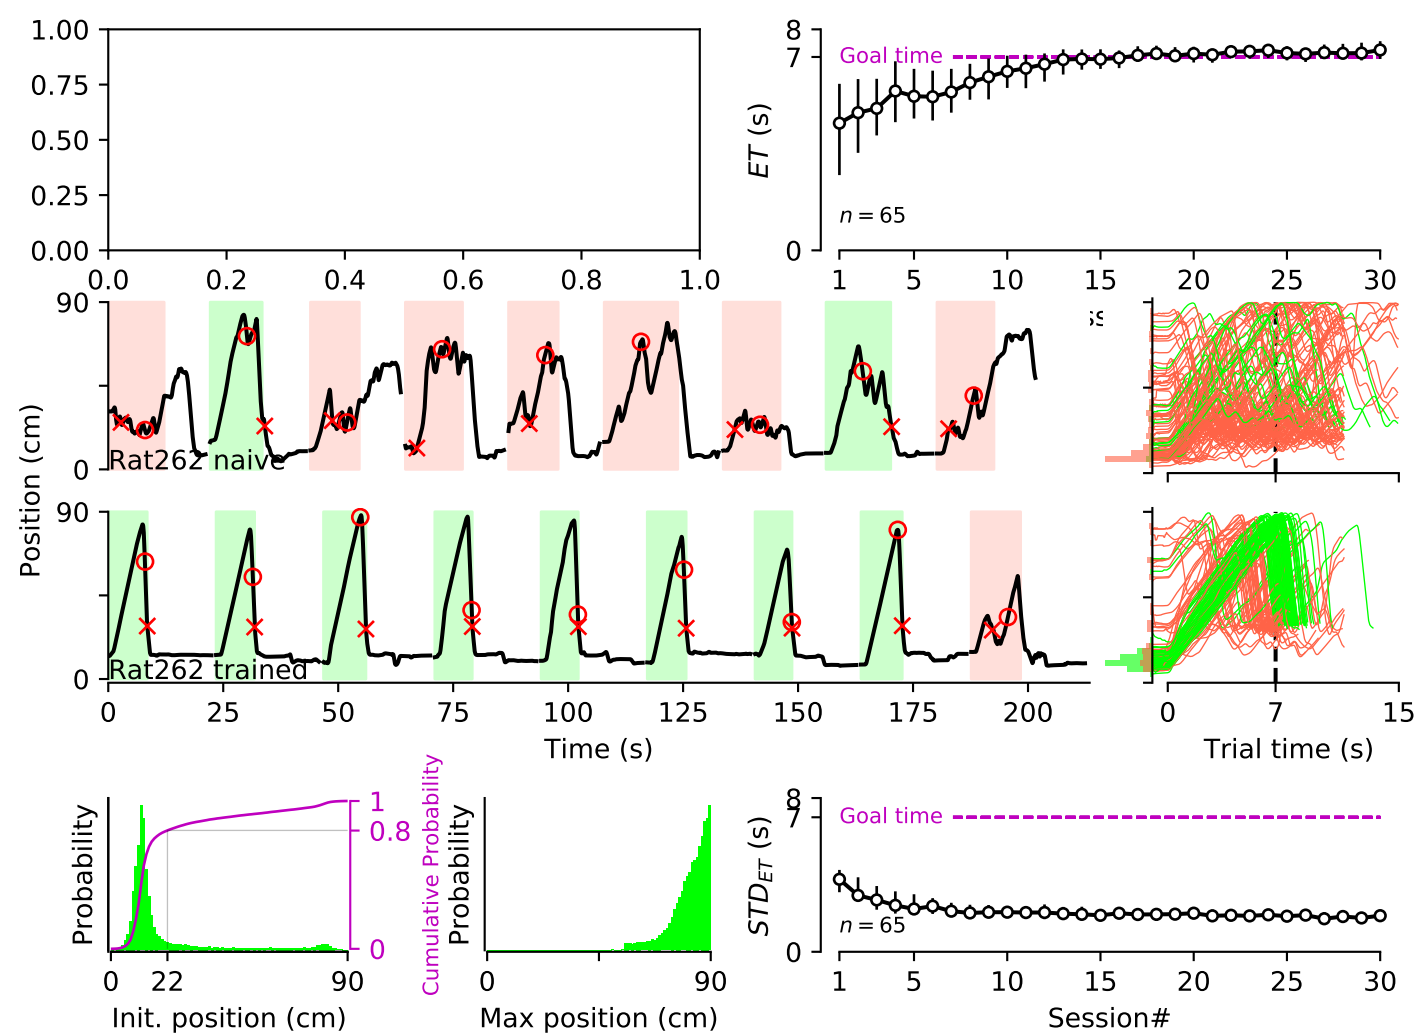 1.00
0.75
0.50
0.25
0.00
0.0 0.2 0.4 0.6 0.8 1.0
8
7
0
ET (s)
Goal time
n = 65
1 5 10 15 20 25 30
Position (cm)
90
0
Rat262 naive
90
0
Rat262 trained
0 25 50 75 100 125 150 175 200
Time (s)
0 7 15
Trial time (s)
Probability
1
0.8
0
Cumulative Probability
0 22 90
Init. position (cm)
Probability
0 90
Max position (cm)
8
7
0
STD_ET (s)
Goal time
n = 65
1 5 10 15 20 25 30
Session#